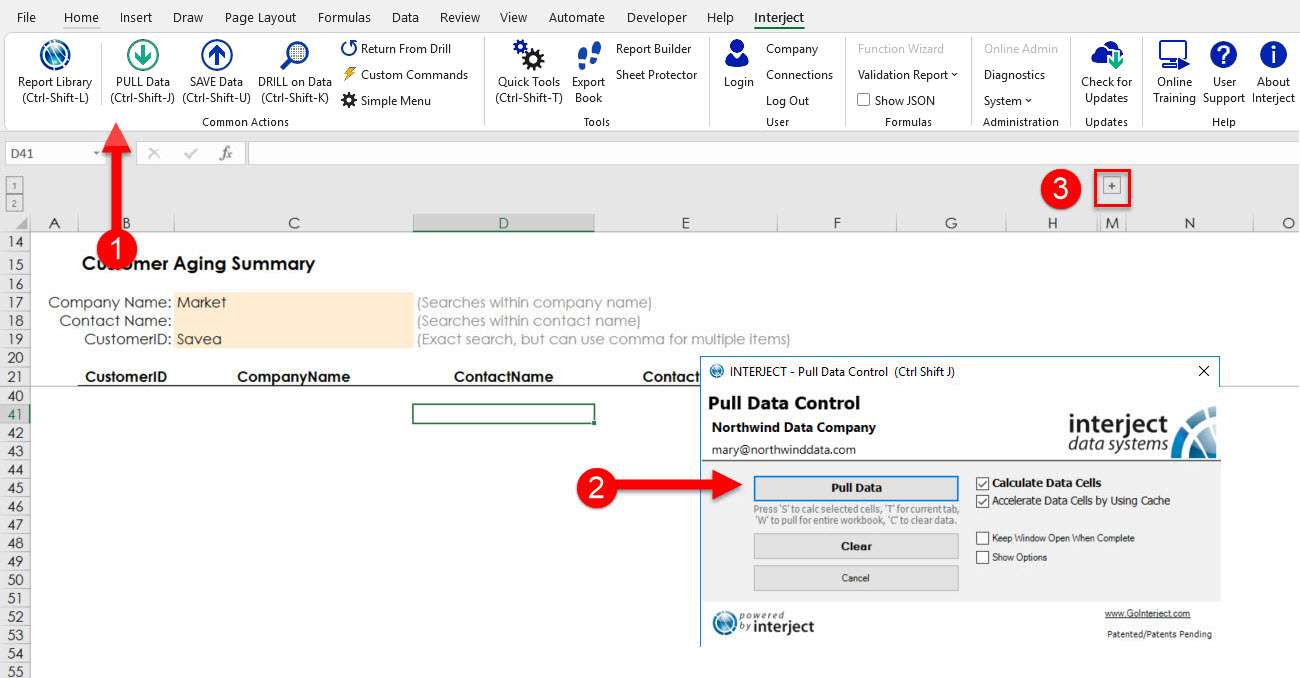 File Home Insert Draw Page Layout Formulas Data Review View Automate Developer Help Interject
Report Library
(Ctrl-Shift-L)
PULL Data
(Ctrl-Shift-J)
SAVE Data
(Ctrl-Shift-U)
DRILL on Data
(Ctrl-Shift-K)
Return From Drill
Custom Commands
Simple Menu
Common Actions
Quick Tools
(Ctrl-Shift-T)
Export
Book
Report Builder
Sheet Protector
Tools
Login
Company
Connections
Log Out
User
Function Wizard
Validation Report
Show JSON
Formulas
Online Admin
Diagnostics
System
Administration
Check for
Updates
Updates
Online
Training
User
Support
About
Interject
Help
D41 fx
1
2
3 +
A B C D E F G H M N O
1
14
15 Customer Aging Summary
16
17 Company Name: Market (Searches within company name)
18 Contact Name: (Searches within contact name)
19 CustomerID: Savea (Exact search, but can use comma for multiple items)
20
21 CustomerID CompanyName ContactName Contact
40
41
42
43
44
45
46
47
48
49
50
51
52
53
54
55
INTERJECT - Pull Data Control (Ctrl Shift J)
Pull Data Control
Northwind Data Company
mary@northwinddata.com
interject
data systems
2
Pull Data
Press 'S' to calc selected cells, 'T' for current tab,
'W' to pull for entire workbook, 'C' to clear data.
Clear
Cancel
Calculate Data Cells
Accelerate Data Cells by Using Cache
Keep Window Open When Complete
Show Options
powered
by interject
www.GoInterject.com
Patented/Patents Pending